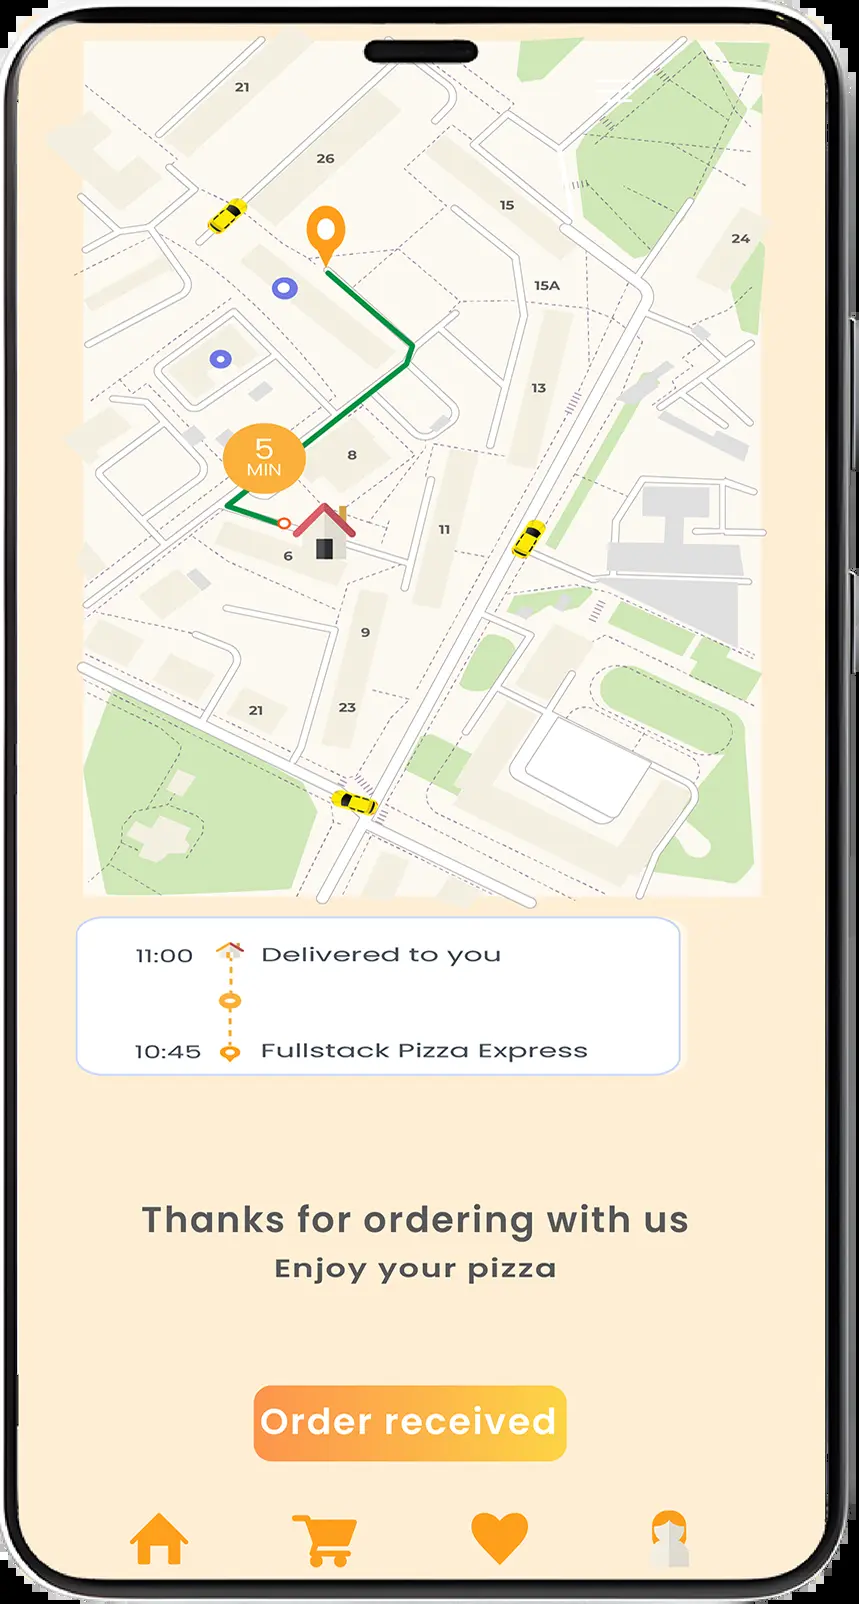 21
26
15
24
15A
13
5
MIN
8
11
6
9
21
23
11:00 Delivered to you
10:45 Fullstack Pizza Express
Thanks for ordering with us
Enjoy your pizza
Order received